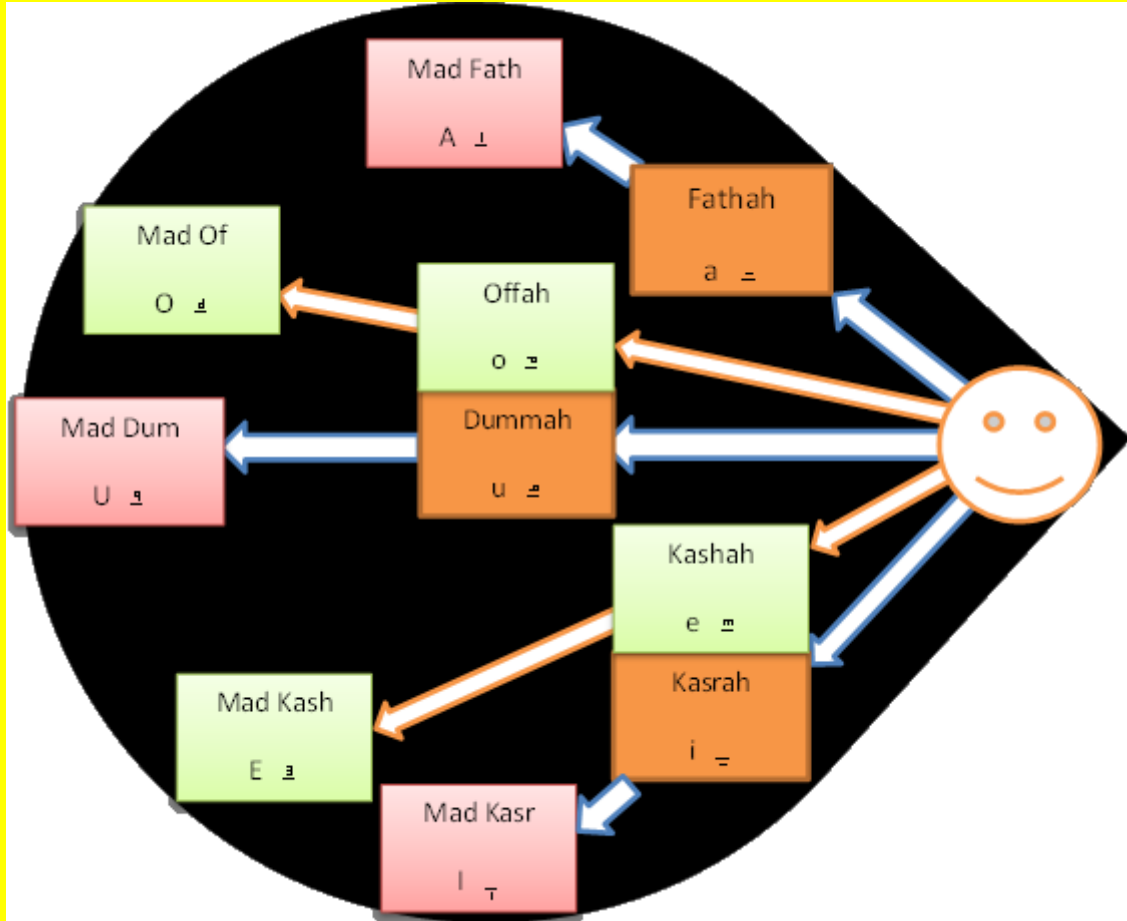 Mad Fath
A
Fathah
a
Mad Of
O
Offah
o
Mad Dum
U
Dummah
u
Kashah
e
Mad Kash
E
Kasrah
i
Mad Kasr
I